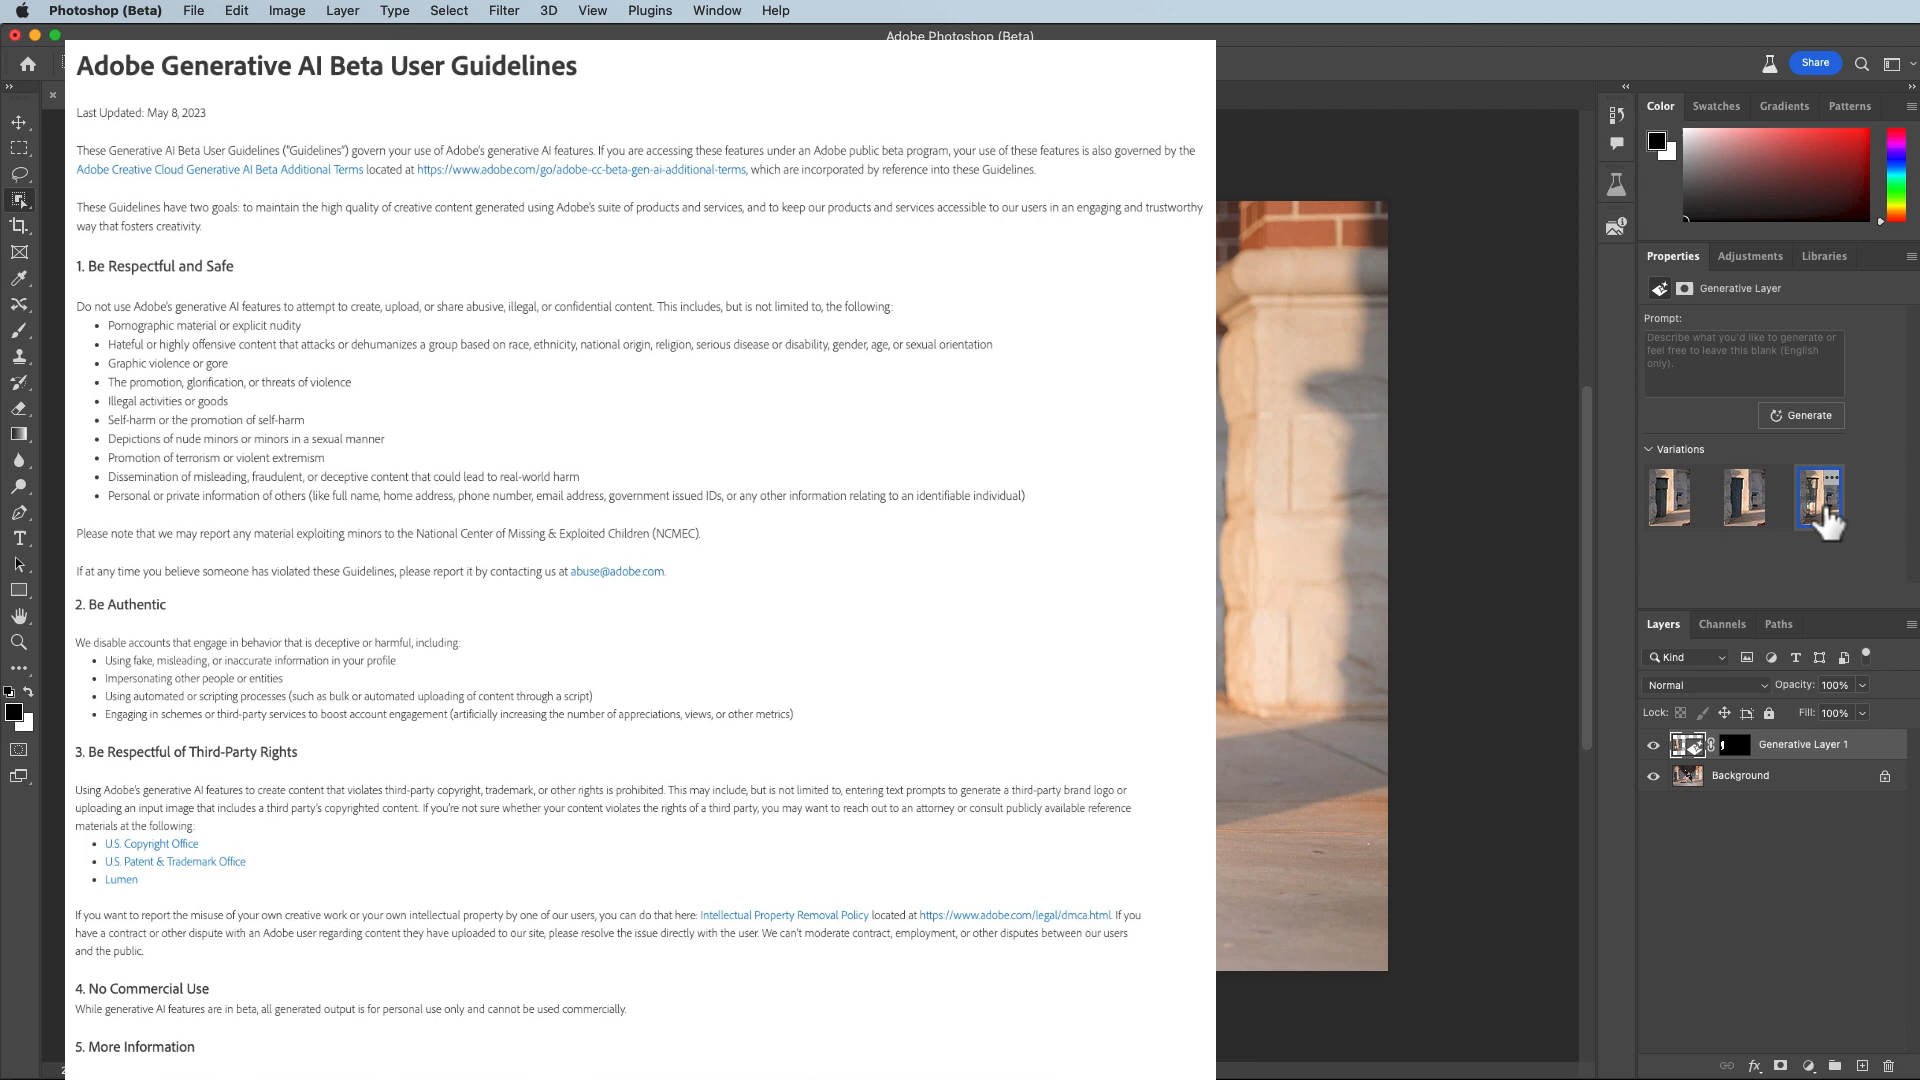 Photoshop (Beta) File Edit Image Layer Type Select Filter 3D View Plugins Window Help
Adobe Photoshop (Beta)
Share
Adobe Generative AI Beta User Guidelines
Last Updated: May 8, 2023
These Generative AI Beta User Guidelines ("Guidelines") govern your use of Adobe's generative AI features. If you are accessing these features under an Adobe public beta program, your use of these features is also governed by the
Adobe Creative Cloud Generative AI Beta Additional Terms located at https://www.adobe.com/go/adobe-cc-beta-gen-ai-additional-terms, which are incorporated by reference into these Guidelines.
These Guidelines have two goals: to maintain the high quality of creative content generated using Adobe's suite of products and services, and to keep our products and services accessible to our users in an engaging and trustworthy
way that fosters creativity.
1. Be Respectful and Safe
Do not use Adobe's generative AI features to attempt to create, upload, or share abusive, illegal, or confidential content. This includes, but is not limited to, the following:
• Pornographic material or explicit nudity
• Hateful or highly offensive content that attacks or dehumanizes a group based on race, ethnicity, national origin, religion, serious disease or disability, gender, age, or sexual orientation
• Graphic violence or gore
• The promotion, glorification, or threats of violence
• Illegal activities or goods
• Self-harm or the promotion of self-harm
• Depictions of nude minors or minors in a sexual manner
• Promotion of terrorism or violent extremism
• Dissemination of misleading, fraudulent, or deceptive content that could lead to real-world harm
• Personal or private information of others (like full name, home address, phone number, email address, government issued IDs, or any other information relating to an identifiable individual)
Please note that we may report any material exploiting minors to the National Center of Missing & Exploited Children (NCMEC).
If at any time you believe someone has violated these Guidelines, please report it by contacting us at abuse@adobe.com.
2. Be Authentic
We disable accounts that engage in behavior that is deceptive or harmful, including:
• Using fake, misleading, or inaccurate information in your profile
• Impersonating other people or entities
• Using automated or scripting processes (such as bulk or automated uploading of content through a script)
• Engaging in schemes or third-party services to boost account engagement (artificially increasing the number of appreciations, views, or other metrics)
3. Be Respectful of Third-Party Rights
Using Adobe's generative AI features to create content that violates third-party copyright, trademark, or other rights is prohibited. This may include, but is not limited to, entering text prompts to generate a third-party brand logo or
uploading an input image that includes a third party's copyrighted content. If you're not sure whether your content violates the rights of a third party, you may want to reach out to an attorney or consult publicly available reference
materials at the following:
• U.S. Copyright Office
• U.S. Patent & Trademark Office
• Lumen
If you want to report the misuse of your own creative work or your own intellectual property by one of our users, you can do that here: Intellectual Property Removal Policy located at https://www.adobe.com/legal/dmca.html. If you
have a contract or other dispute with an Adobe user regarding content they have uploaded to our site, please resolve the issue directly with the user. We can't moderate contract, employment, or other disputes between our users
and the public.
4. No Commercial Use
While generative AI features are in beta, all generated output is for personal use only and cannot be used commercially.
5. More Information
Color Swatches Gradients Patterns
Properties Adjustments Libraries
Generative Layer
Prompt:
Describe what you'd like to generate or
feel free to leave this blank (English
only).
Generate
Variations
Layers Channels Paths
Kind
Normal Opacity: 100%
Lock: Fill: 100%
Generative Layer 1
Background